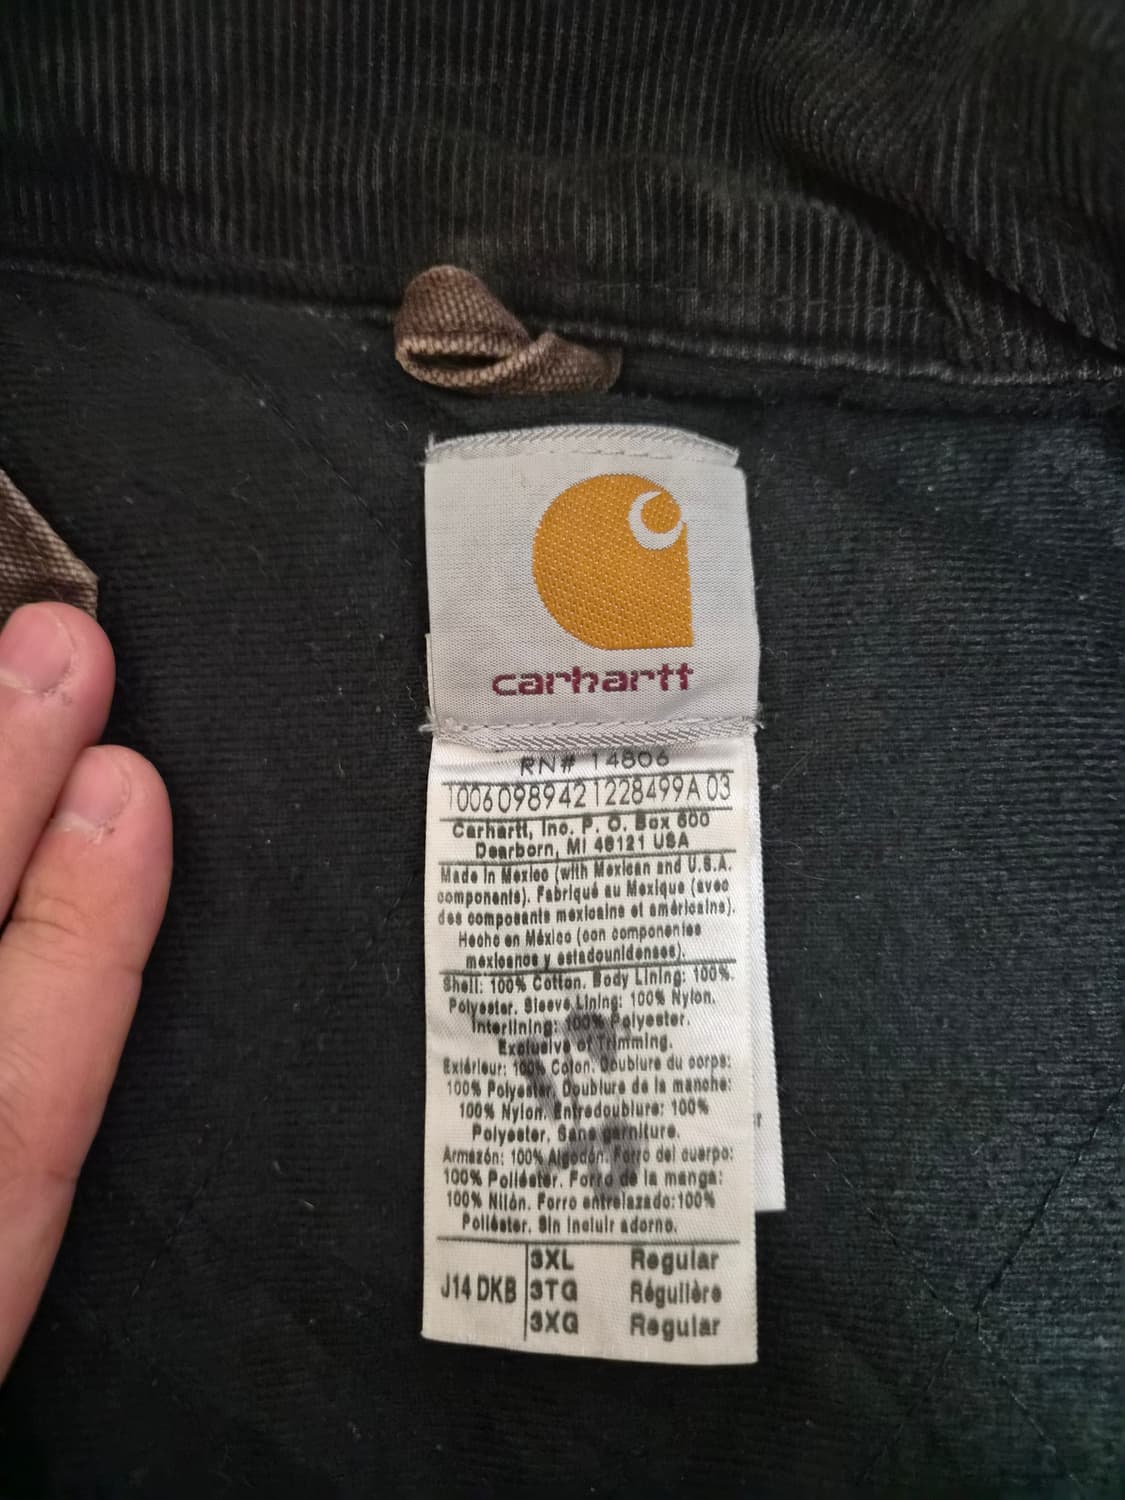 carhartt
RN# 14806
1006098942 1228499A 03
Carhartt, Inc. P. O. Box 600
Dearborn, MI 48121 USA
Made In Mexico (with Mexican and U.S.A.
components). Fabriqué au Mexique (avec
des composants mexicains et américains).
Hecho en México (con componentes
mexicanos y estadounidenses).
Shell: 100% Cotton. Body Lining: 100%
Polyester. Sleeve Lining: 100% Nylon.
Interlining: 100% Polyester.
Exclusive of Trimming.
Extérieur: 100% Coton. Doublure du corps:
100% Polyester. Doublure de la manche:
100% Nylon. Entredoublure: 100%
Polyester. Sans garniture.
Armazón: 100% Algodón. Forro del cuerpo:
100% Poliéster. Forro de la manga:
100% Nilón. Forro entrelazado:100%
Poliéster. Sin incluir adorno.
J14 DKB
3XL Regular
3TG Régulière
3XG Regular